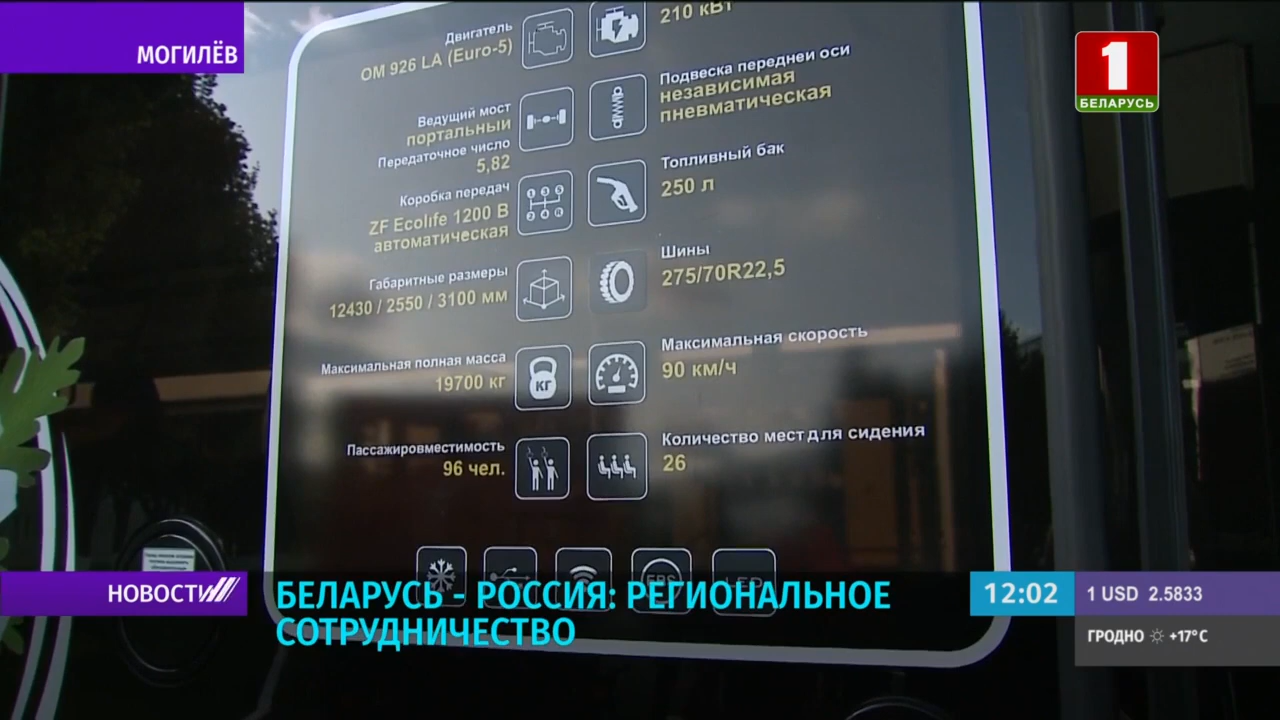 МОГИЛЁВ
1
БЕЛАРУСЬ
Двигатель
OM 926 LA (Euro-5)
210 кВт
Ведущий мост
портальный
Передаточное число
5,82
Подвеска передней оси
независимая
пневматическая
Коробка передач
ZF Ecolife 1200 B
автоматическая
Топливный бак
250 л
Габаритные размеры
12430 / 2550 / 3100 мм
Шины
275/70R22,5
Максимальная полная масса
19700 кг
КГ
Максимальная скорость
90 км/ч
Пассажировместимость
96 чел.
Количество мест для сидения
26
EBS
LED
НОВОСТИ
БЕЛАРУСЬ - РОССИЯ: РЕГИОНАЛЬНОЕ
СОТРУДНИЧЕСТВО
12:02
1 USD 2.5833
ГРОДНО +17°C